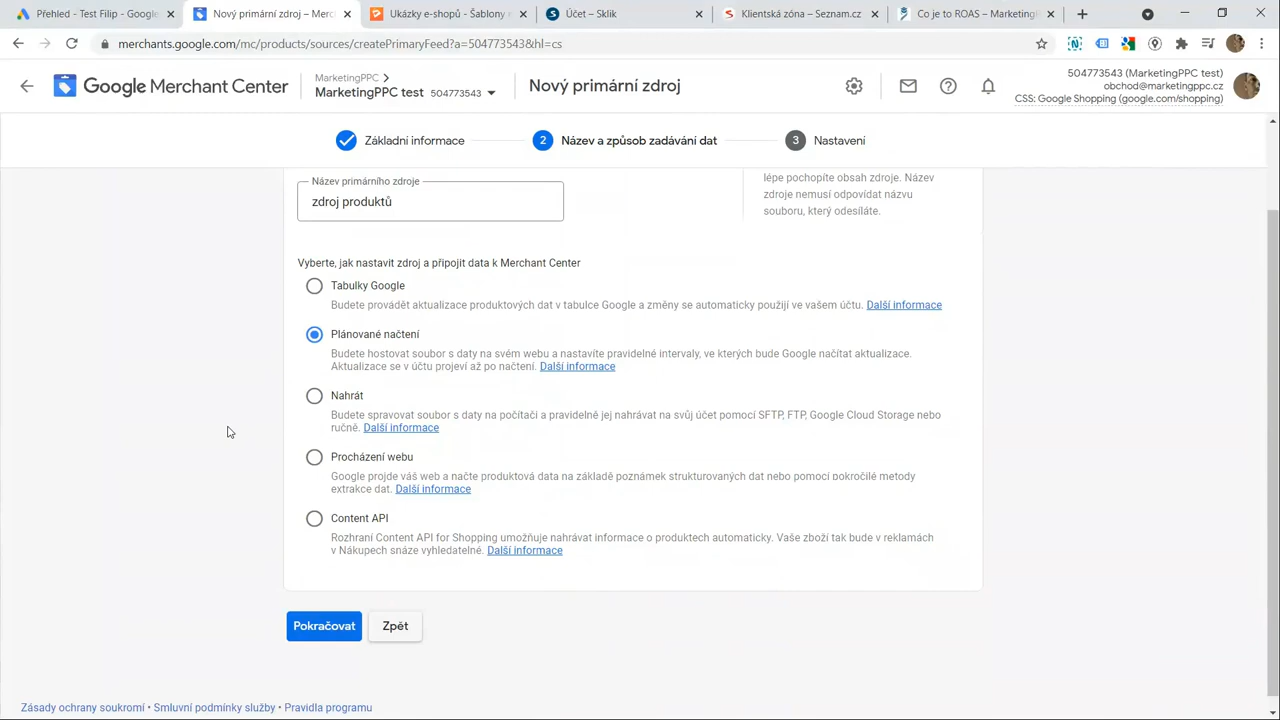 Přehled - Test Filip - Google
Nový primární zdroj – Merc
Ukázky e-shopů - Šablony n
Účet – Sklik
Klientská zóna – Seznam.cz
Co je to ROAS – Marketing
merchants.google.com/mc/products/sources/createPrimaryFeed?a=504773543&hl=cs
Google Merchant Center
MarketingPPC
MarketingPPC test 504773543
Nový primární zdroj
504773543 (MarketingPPC test)
obchod@marketingppc.cz
CSS: Google Shopping (google.com/shopping)
Základní informace
2 Název a způsob zadávání dat
3 Nastavení
Název primárního zdroje
zdroj produktů
lépe pochopíte obsah zdroje. Název
zdroje nemusí odpovídat názvu
souboru, který odesíláte.
Vyberte, jak nastavit zdroj a připojit data k Merchant Center
Tabulky Google
Budete provádět aktualizace produktových dat v tabulce Google a změny se automaticky použijí ve vašem účtu. Další informace
Plánované načtení
Budete hostovat soubor s daty na svém webu a nastavíte pravidelné intervaly, ve kterých bude Google načítat aktualizace.
Aktualizace se v účtu projeví až po načtení. Další informace
Nahrát
Budete spravovat soubor s daty na počítači a pravidelně jej nahrávat na svůj účet pomocí SFTP, FTP, Google Cloud Storage nebo
ručně. Další informace
Procházení webu
Google projde váš web a načte produktová data na základě poznámek strukturovaných dat nebo pomocí pokročilé metody
extrakce dat. Další informace
Content API
Rozhraní Content API for Shopping umožňuje nahrávat informace o produktech automaticky. Vaše zboží tak bude v reklamách
v Nákupech snáze vyhledatelné. Další informace
Pokračovat
Zpět
Zásady ochrany soukromí • Smluvní podmínky služby • Pravidla programu